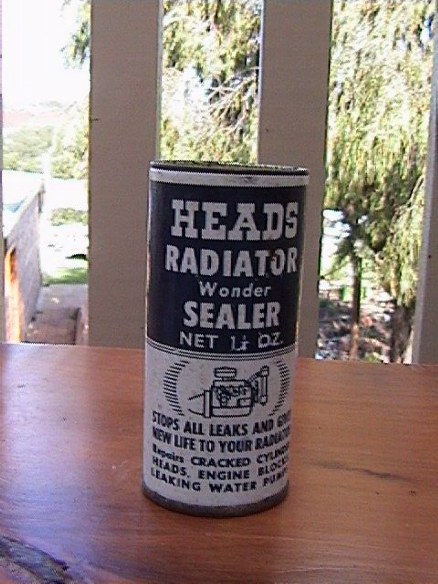 HEADS
RADIATOR
Wonder
SEALER
NET 1¼ OZ.
STOPS ALL LEAKS AND
NEW LIFE TO YOUR
Repairs CRACKED
HEADS, ENGINE
LEAKING WATER